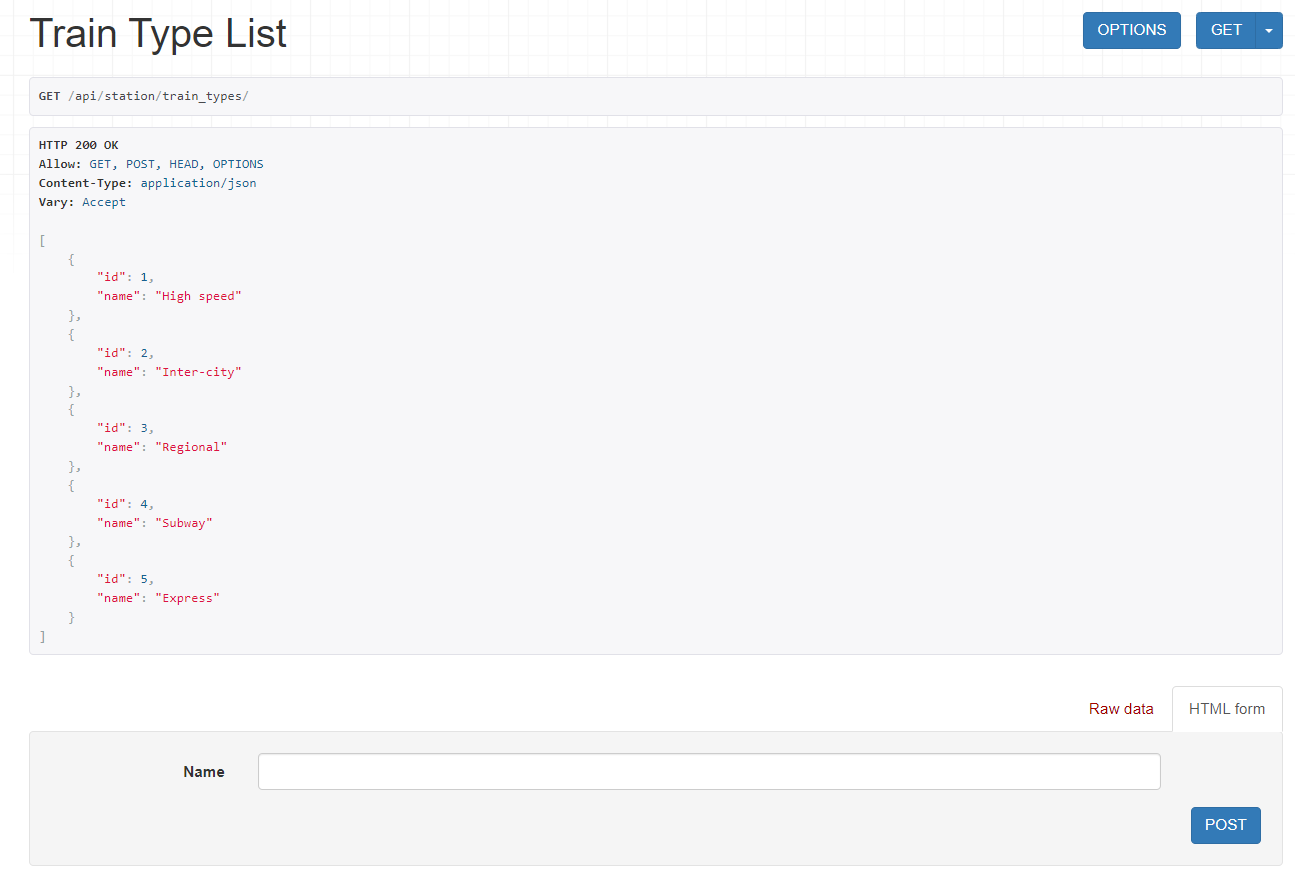 Train Type List
OPTIONS
GET
GET /api/station/train_types/
HTTP 200 OK
Allow: GET, POST, HEAD, OPTIONS
Content-Type: application/json
Vary: Accept
[
    {
        "id": 1,
        "name": "High speed"
    },
    {
        "id": 2,
        "name": "Inter-city"
    },
    {
        "id": 3,
        "name": "Regional"
    },
    {
        "id": 4,
        "name": "Subway"
    },
    {
        "id": 5,
        "name": "Express"
    }
]
Raw data
HTML form
Name
POST